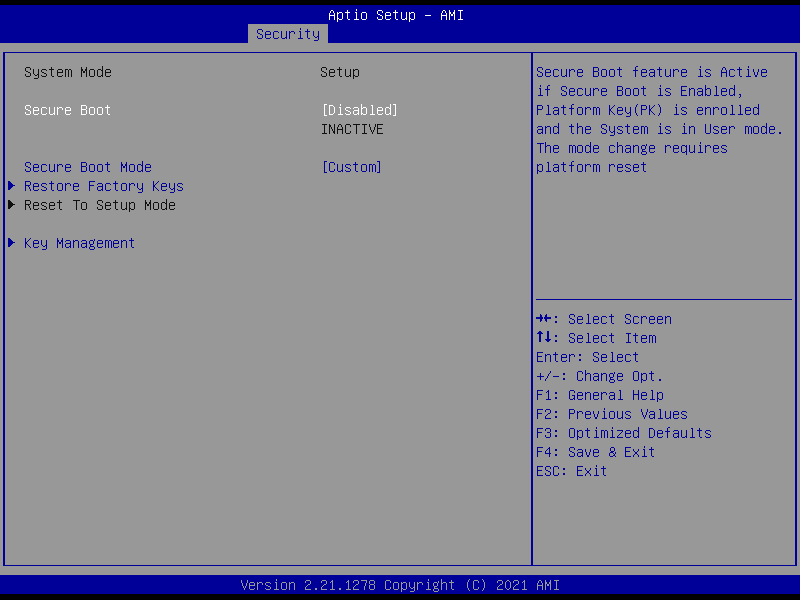 Aptio Setup - AMI
Security
System Mode Setup
Secure Boot [Disabled]
INACTIVE
Secure Boot Mode [Custom]
Restore Factory Keys
Reset To Setup Mode
Key Management
Secure Boot feature is Active
if Secure Boot is Enabled,
Platform Key(PK) is enrolled
and the System is in User mode.
The mode change requires
platform reset
→←: Select Screen
↑↓: Select Item
Enter: Select
+/-: Change Opt.
F1: General Help
F2: Previous Values
F3: Optimized Defaults
F4: Save & Exit
ESC: Exit
Version 2.21.1278 Copyright (C) 2021 AMI